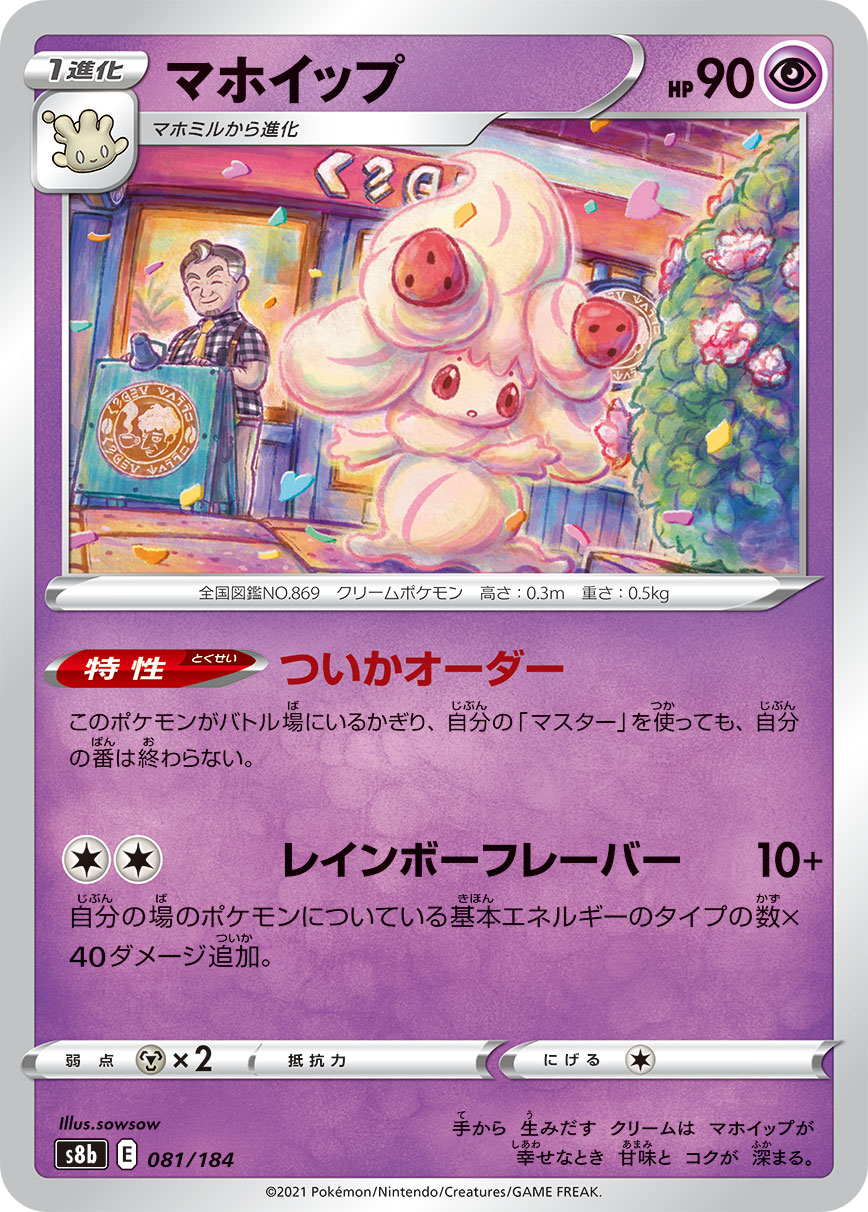 1進化
マホイップ
HP90
マホミルから進化
全国図鑑NO.869 クリームポケモン 高さ:0.3m 重さ:0.5kg
特性 とくせい ついかオーダー
このポケモンがバトル場にいるかぎり、自分の「マスター」を使っても、自分
の番は終わらない。
レインボーフレーバー 10+
自分の場のポケモンについている基本エネルギーのタイプの数×
40ダメージ追加。
弱点 ×2 抵抗力 にげる
Illus.sowsow
s8b E 081/184
手から 生みだす クリームは マホイップが
幸せなとき 甘味と コクが 深まる。
©2021 Pokémon/Nintendo/Creatures/GAME FREAK.